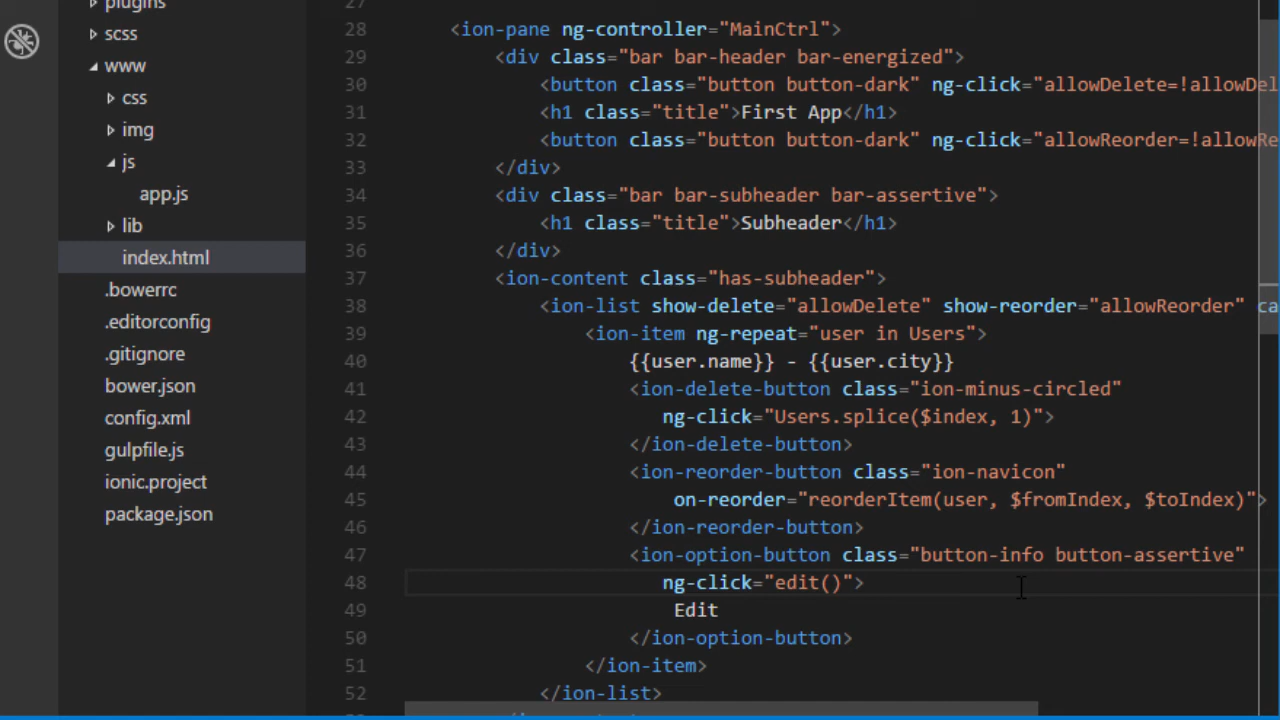 plugins
scss
www
css
img
js
app.js
lib
index.html
.bowerrc
.editorconfig
.gitignore
bower.json
config.xml
gulpfile.js
ionic.project
package.json
27
28 <ion-pane ng-controller="MainCtrl">
29 <div class="bar bar-header bar-energized">
30 <button class="button button-dark" ng-click="allowDelete=!allowDel
31 <h1 class="title">First App</h1>
32 <button class="button button-dark" ng-click="allowReorder=!allowRe
33 </div>
34 <div class="bar bar-subheader bar-assertive">
35 <h1 class="title">Subheader</h1>
36 </div>
37 <ion-content class="has-subheader">
38 <ion-list show-delete="allowDelete" show-reorder="allowReorder" ca
39 <ion-item ng-repeat="user in Users">
40 {{user.name}} - {{user.city}}
41 <ion-delete-button class="ion-minus-circled"
42 ng-click="Users.splice($index, 1)">
43 </ion-delete-button>
44 <ion-reorder-button class="ion-navicon"
45 on-reorder="reorderItem(user, $fromIndex, $toIndex)">
46 </ion-reorder-button>
47 <ion-option-button class="button-info button-assertive"
48 ng-click="edit()">
49 Edit
50 </ion-option-button>
51 </ion-item>
52 </ion-list>